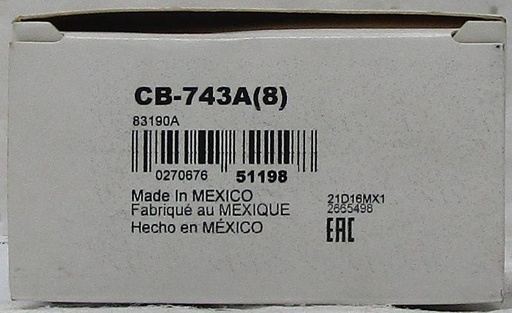 CB-743A(8)
83190A
0270676 51198
Made In MEXICO
Fabriqué au MEXIQUE
Hecho en MÉXICO
21D16MX1
2665498
EAC